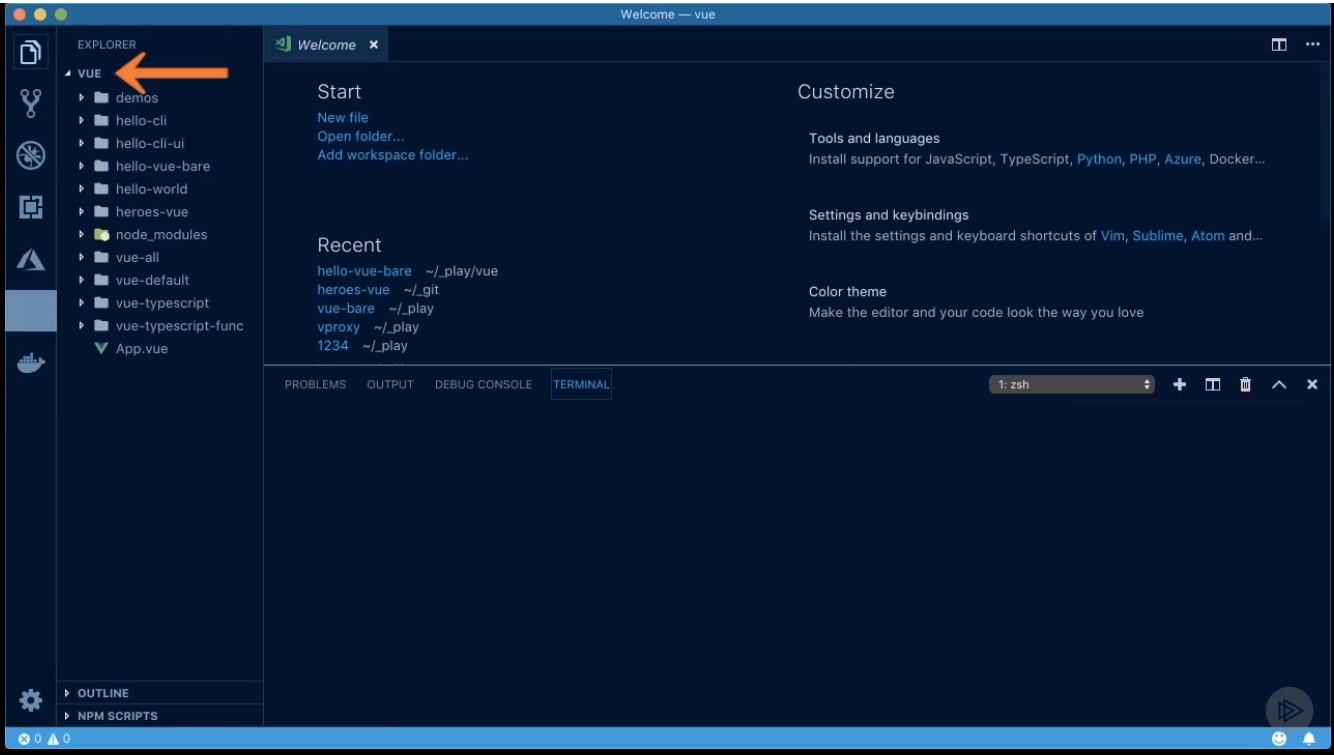 Welcome — vue
EXPLORER
VUE
demos
hello-cli
hello-cli-ui
hello-vue-bare
hello-world
heroes-vue
node_modules
vue-all
vue-default
vue-typescript
vue-typescript-func
App.vue
OUTLINE
NPM SCRIPTS
Welcome
Start
New file
Open folder...
Add workspace folder...
Recent
hello-vue-bare ~/_play/vue
heroes-vue ~/_git
vue-bare ~/_play
vproxy ~/_play
1234 ~/_play
Customize
Tools and languages
Install support for JavaScript, TypeScript, Python, PHP, Azure, Docker...
Settings and keybindings
Install the settings and keyboard shortcuts of Vim, Sublime, Atom and...
Color theme
Make the editor and your code look the way you love
PROBLEMS OUTPUT DEBUG CONSOLE TERMINAL 1: zsh
0 0